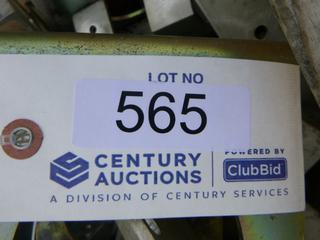 LOT NO
565
CENTURY
AUCTIONS
POWERED BY
ClubBid
A DIVISION OF CENTURY SERVICES